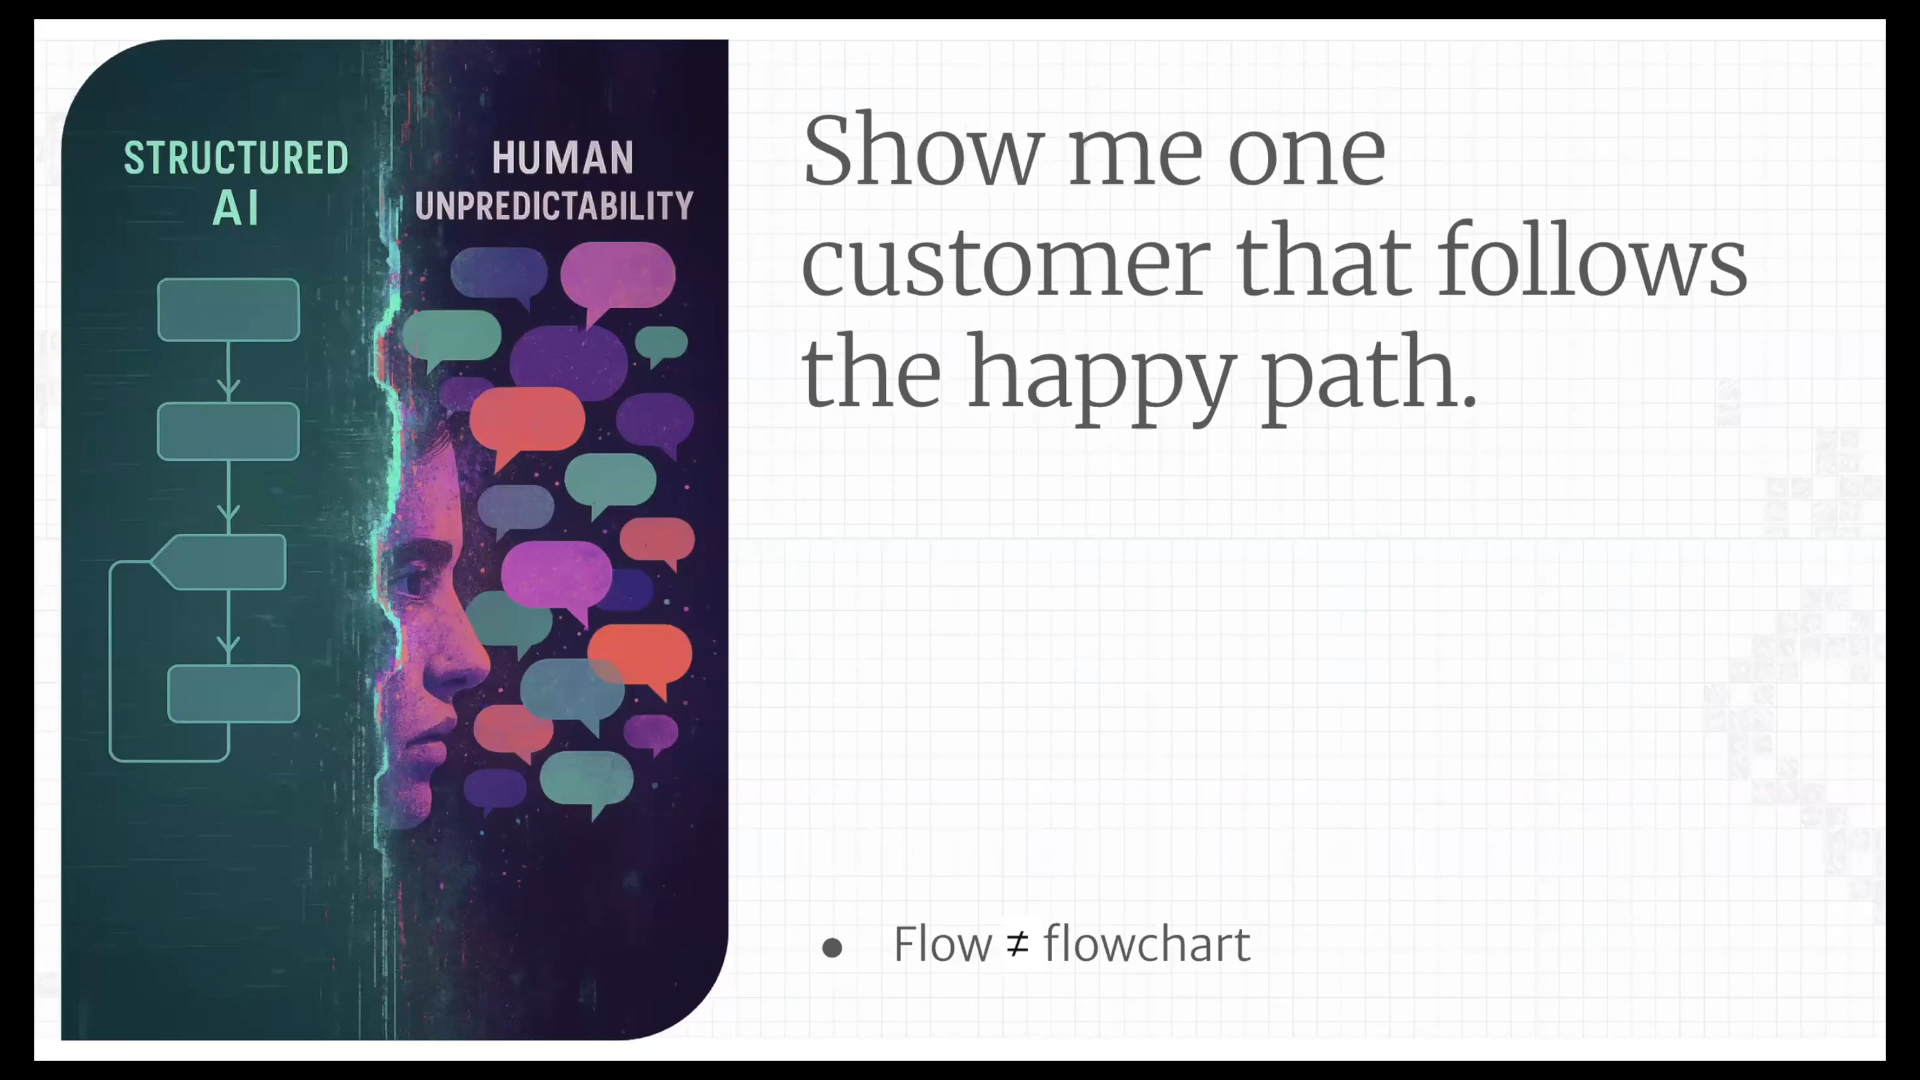 STRUCTURED
AI
HUMAN
UNPREDICTABILITY
Show me one
customer that follows
the happy path.
● Flow ≠ flowchart